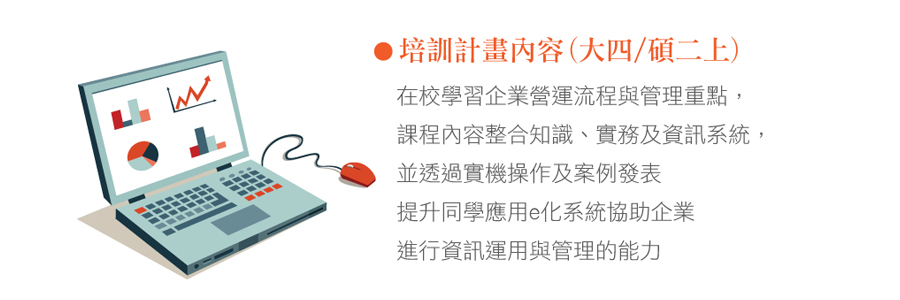 ●培訓計畫內容(大四/碩二上)
在校學習企業營運流程與管理重點，
課程內容整合知識、實務及資訊系統，
並透過實機操作及案例發表
提升同學應用e化系統協助企業
進行資訊運用與管理的能力